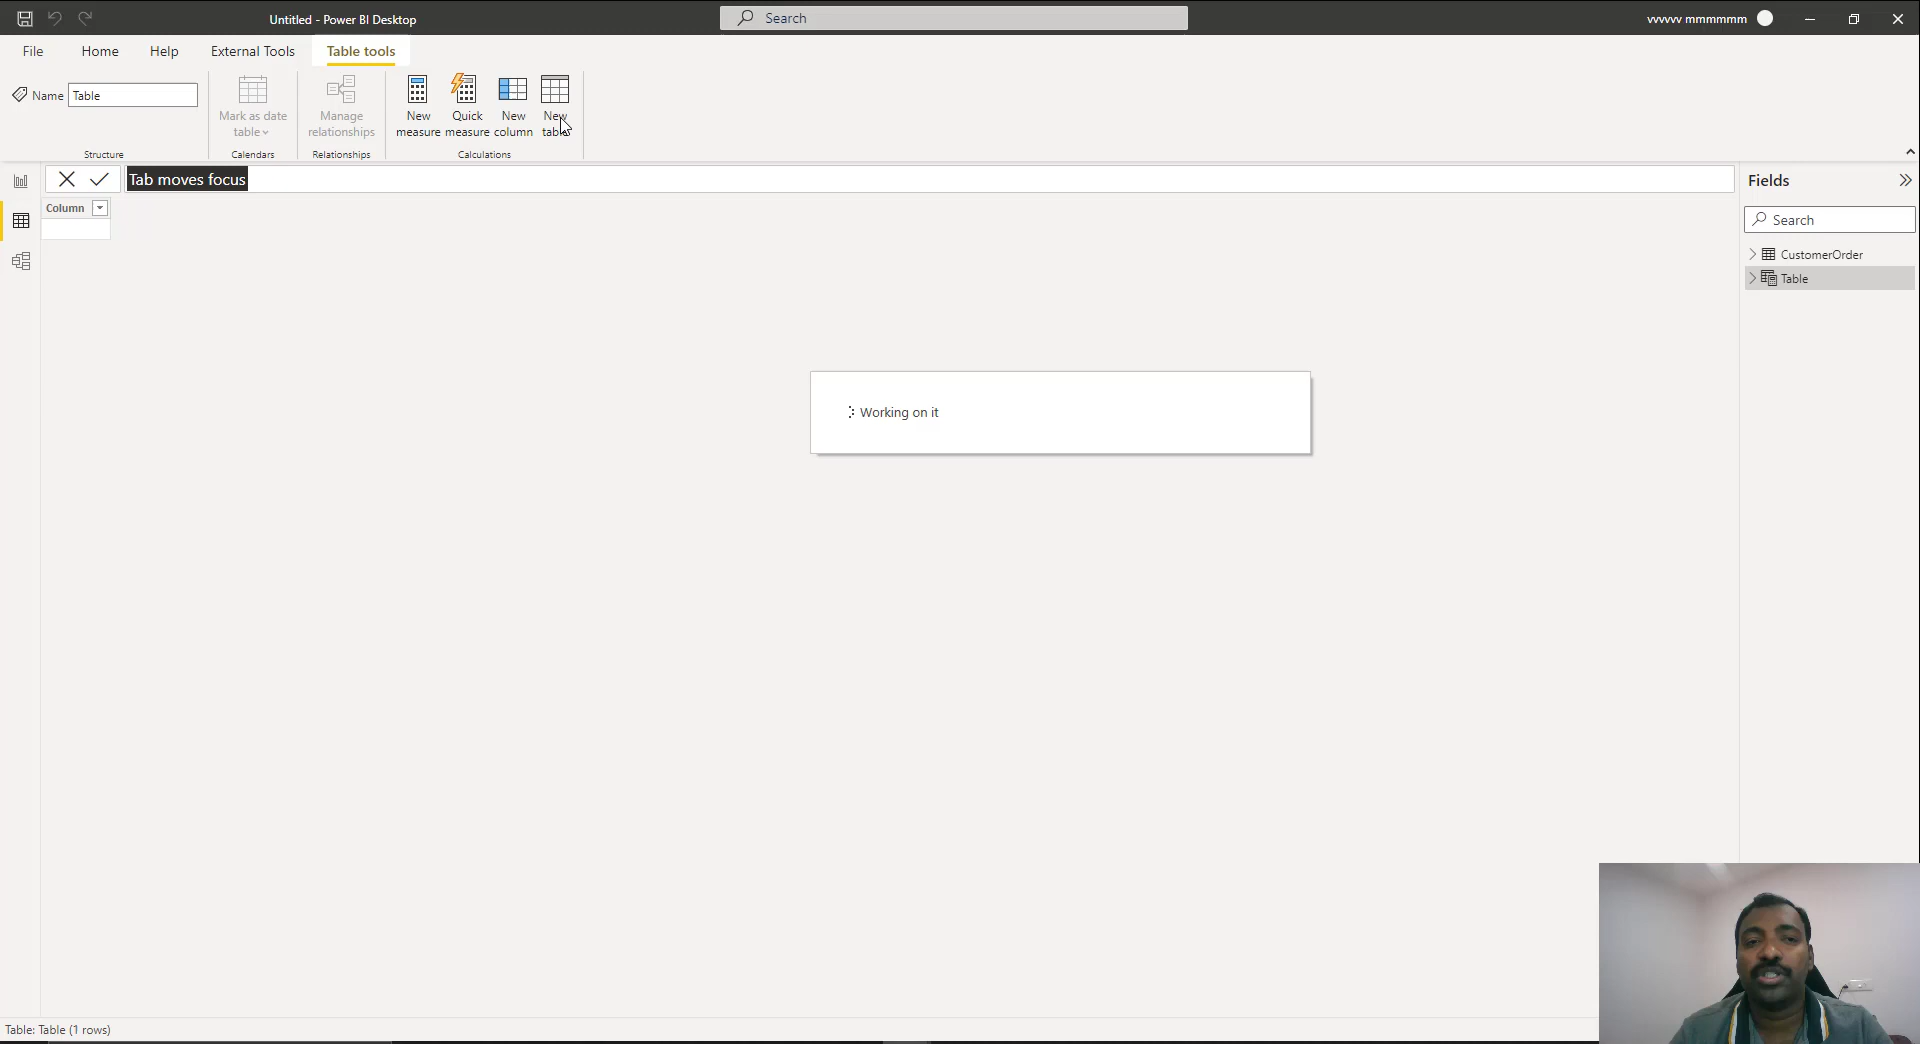 Untitled - Power BI Desktop
Search
vvvvv mmmmmm
File
Home
Help
External Tools
Table tools
Name
Table
Mark as date
table
Manage
relationships
New
measure
Quick
measure
New
column
New
table
Structure
Calendars
Relationships
Calculations
Tab moves focus
Column
Fields
Search
CustomerOrder
Table
Working on it
Table: Table (1 rows)